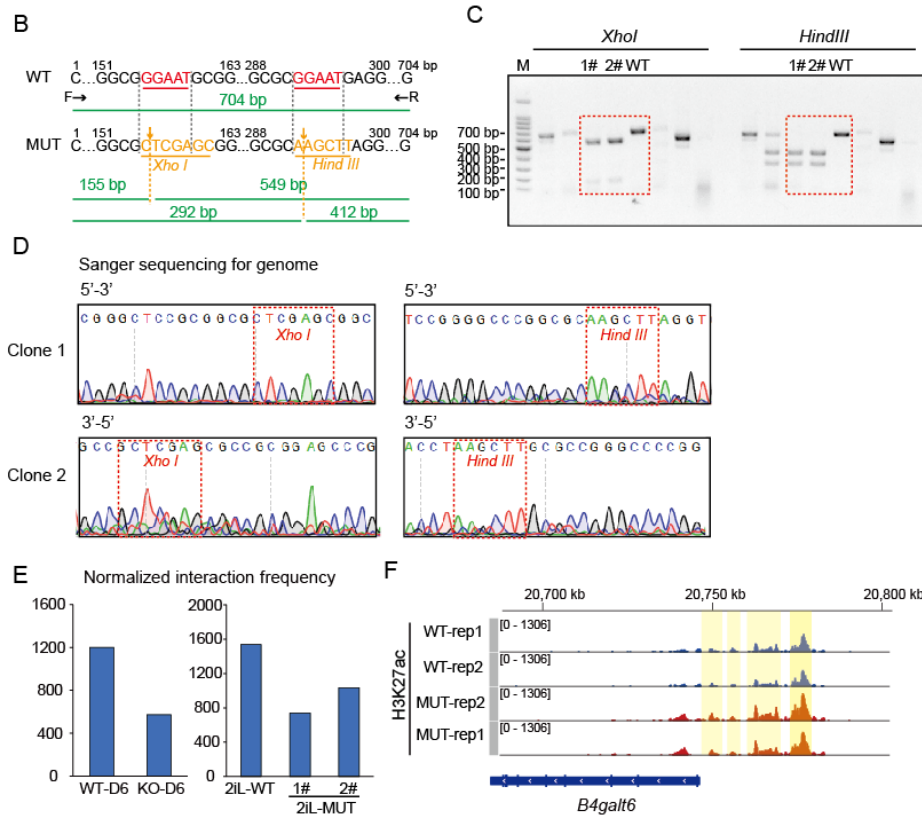 B
1 151 163 288 300 704 bp
WT C...GGCGGGAATGCGG...GCGCGGAATGAGG...G
F→ ←R
704 bp
1 151 163 288 300 704 bp
MUT C...GGCGCTCGAGCGG...GCGCAAGCTTAGG...G
Xho I Hind III
155 bp 549 bp
292 bp 412 bp
C
XhoI HindIII
M 1# 2# WT 1# 2# WT
700 bp
500 bp
400 bp
300 bp
200 bp
100 bp
D
Sanger sequencing for genome
5’-3’ 5’-3’
Clone 1
CGGGCTCCGCGGCGCTCGAGCGGC TCCGGGGCCCGGCGCAAGCTTAGGT
Xho I Hind III
3’-5’ 3’-5’
Clone 2
GCCGCTCGAGCGCCGCGGAGCCCG ACCTAAGCTTGCGCCGGGCCCCGG
Xho I Hind III
E
Normalized interaction frequency
1600
1200
800
400
0
WT-D6 KO-D6
2000
1600
1200
800
400
0
2iL-WT 1# 2#
2iL-MUT
F
20,700 kb 20,750 kb 20,800 kb
H3K27ac
WT-rep1 [0 - 1306]
WT-rep2 [0 - 1306]
MUT-rep2 [0 - 1306]
MUT-rep1 [0 - 1306]
B4galt6